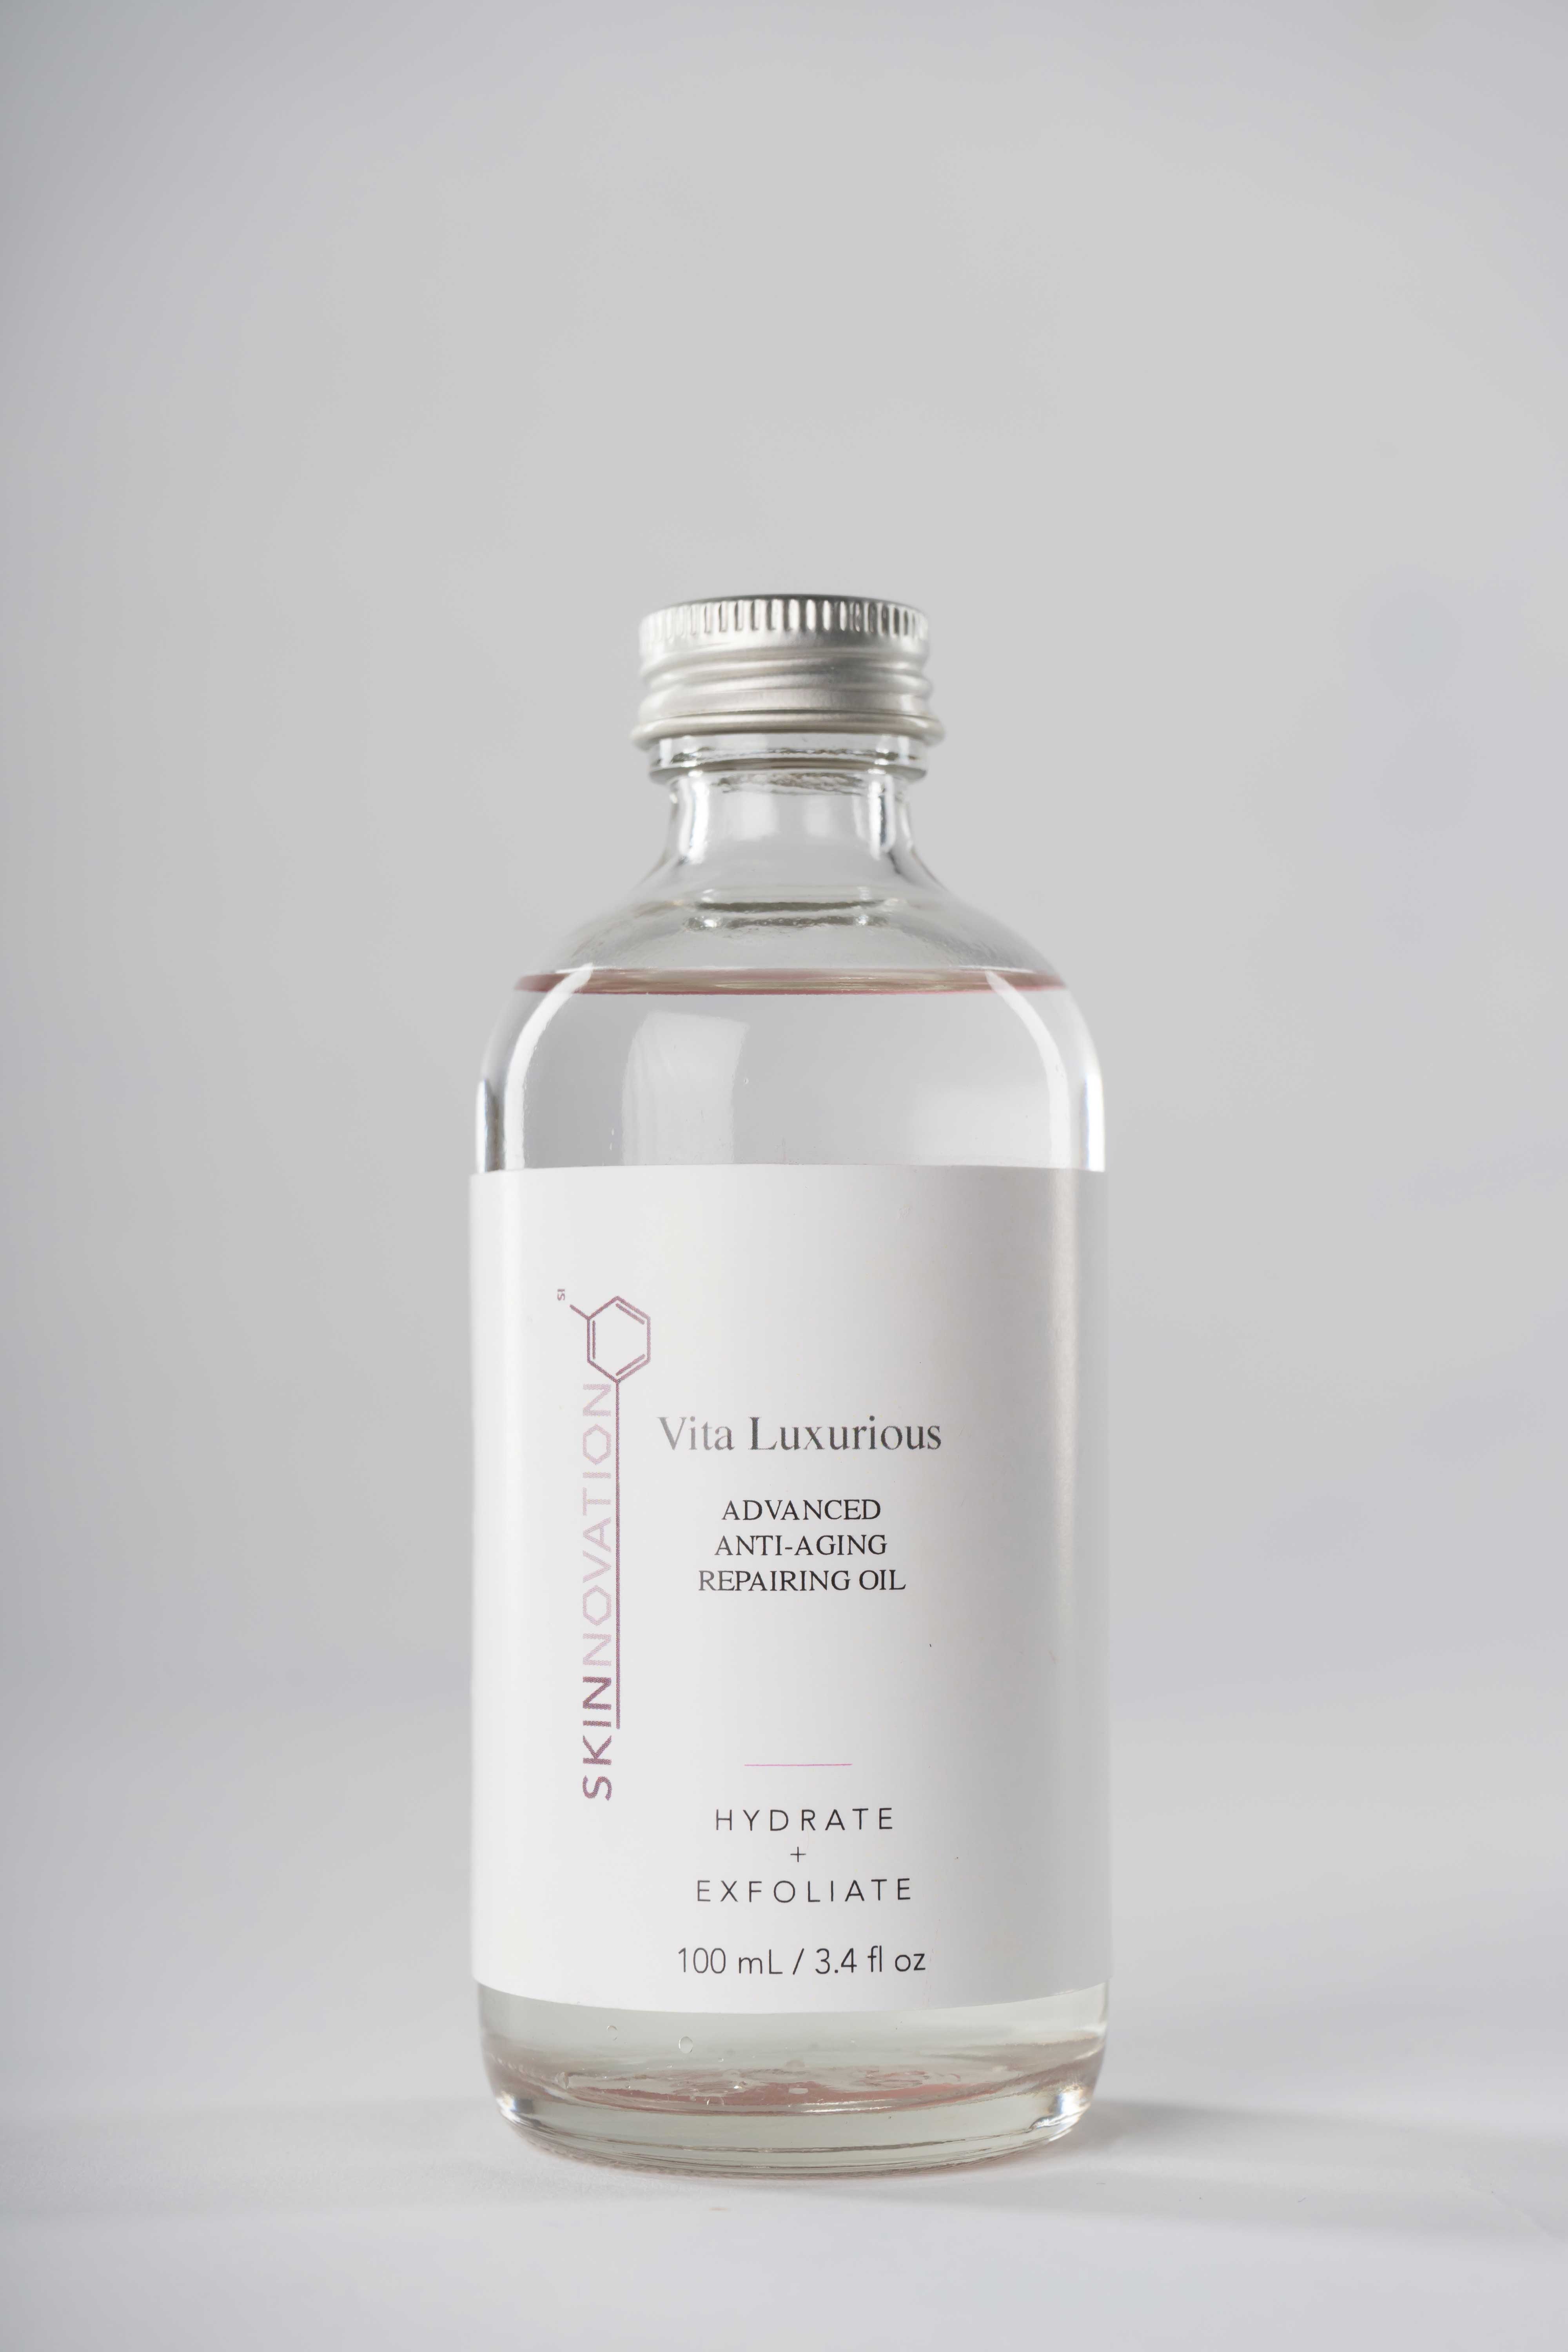 SI
SKINNOVATION
Vita Luxurious
ADVANCED
ANTI-AGING
REPAIRING OIL
HYDRATE
+
EXFOLIATE
100 mL / 3.4 fl oz